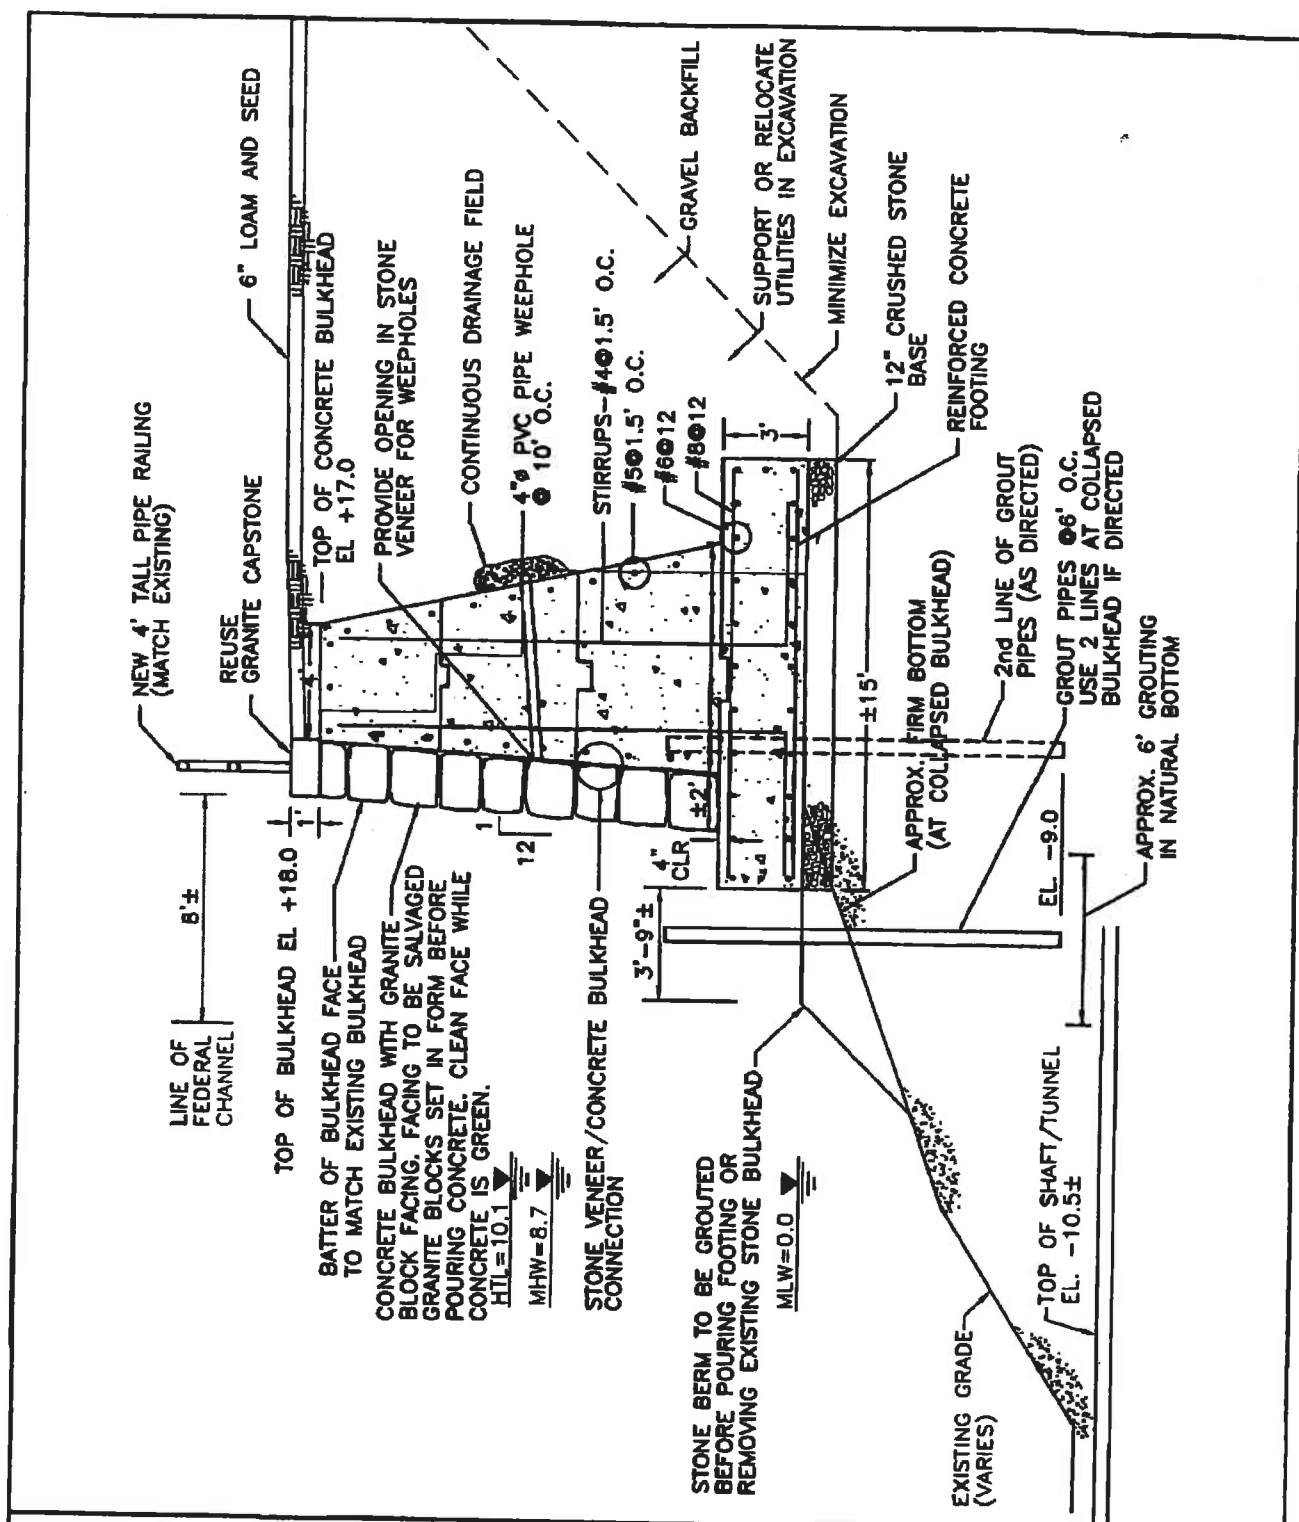 LINE OF
FEDERAL
CHANNEL
8'±
NEW 4' TALL PIPE RAILING
(MATCH EXISTING)
REUSE
GRANITE CAPSTONE
6" LOAM AND SEED
TOP OF BULKHEAD EL +18.0
1'
4'
TOP OF CONCRETE BULKHEAD
EL +17.0
BATTER OF BULKHEAD FACE
TO MATCH EXISTING BULKHEAD
PROVIDE OPENING IN STONE
VENEER FOR WEEPHOLES
CONCRETE BULKHEAD WITH GRANITE
BLOCK FACING. FACING TO BE SALVAGED
GRANITE BLOCKS SET IN FORM BEFORE
POURING CONCRETE. CLEAN FACE WHILE
CONCRETE IS GREEN.
CONTINUOUS DRAINAGE FIELD
HTL=10.1
MHW=8.7
1
12
4"ø PVC PIPE WEEPHOLE
@ 10' O.C.
STONE VENEER/CONCRETE BULKHEAD
CONNECTION
STIRRUPS-#4@1.5' O.C.
#5@1.5' O.C.
#6@12
#8@12
GRAVEL BACKFILL
SUPPORT OR RELOCATE
UTILITIES IN EXCAVATION
MINIMIZE EXCAVATION
4"
CLR
±2'
3'
3'-9"±
STONE BERM TO BE GROUTED
BEFORE POURING FOOTING OR
REMOVING EXISTING STONE BULKHEAD
MLW=0.0
12" CRUSHED STONE
BASE
REINFORCED CONCRETE
FOOTING
±15'
APPROX. FIRM BOTTOM
(AT COLLAPSED BULKHEAD)
2nd LINE OF GROUT
PIPES (AS DIRECTED)
GROUT PIPES @6' O.C.
USE 2 LINES AT COLLAPSED
BULKHEAD IF DIRECTED
EL. -9.0
APPROX. 6' GROUTING
IN NATURAL BOTTOM
EXISTING GRADE
(VARIES)
TOP OF SHAFT/TUNNEL
EL. -10.5±